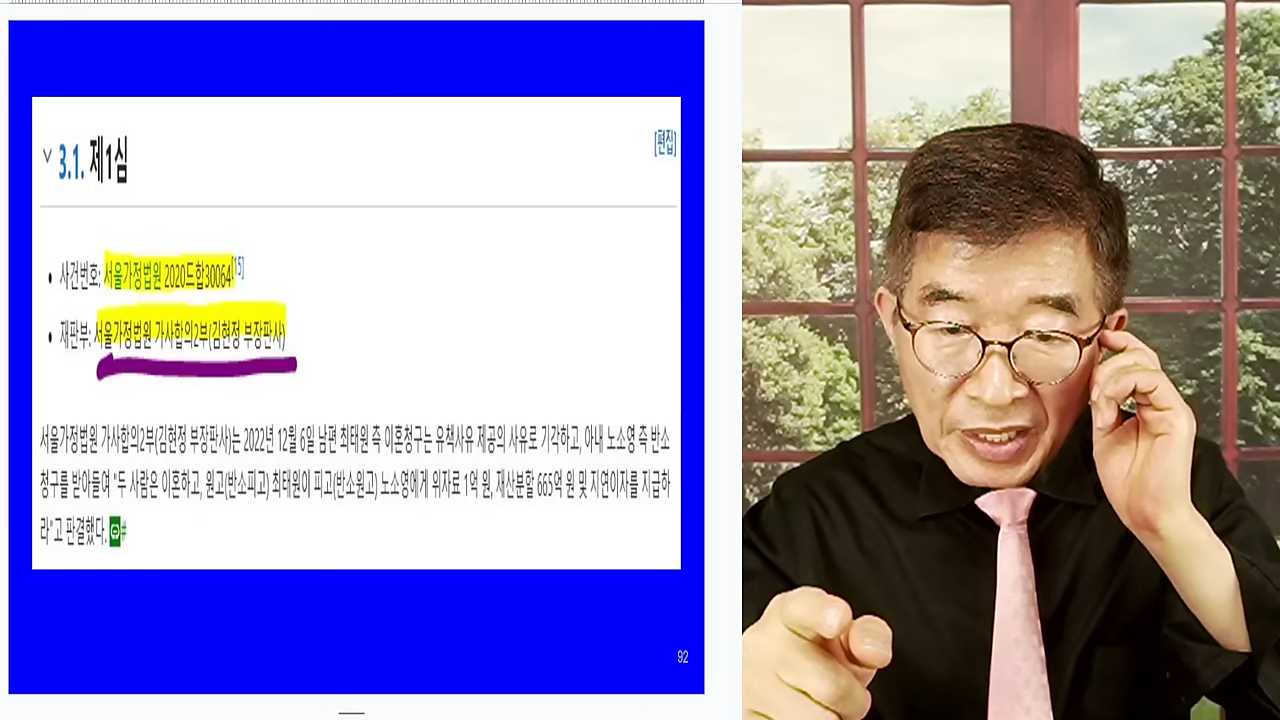 3.1. 제1심
[편집]
사건번호: 서울가정법원 2020드합30064[15]
재판부: 서울가정법원 가사합의2부(김현정 부장판사)
서울가정법원 가사합의2부(김현정 부장판사)는 2022년 12월 6일 남편 최태원 측 이혼청구는 유책사유 제공의 사유로 기각하고, 아내 노소영 측 반소
청구를 받아들여 "두 사람은 이혼하고, 원고(반소피고) 최태원이 피고(반소원고) 노소영에게 위자료 1억 원, 재산분할 665억 원 및 지연이자를 지급하
라"고 판결했다. #
92